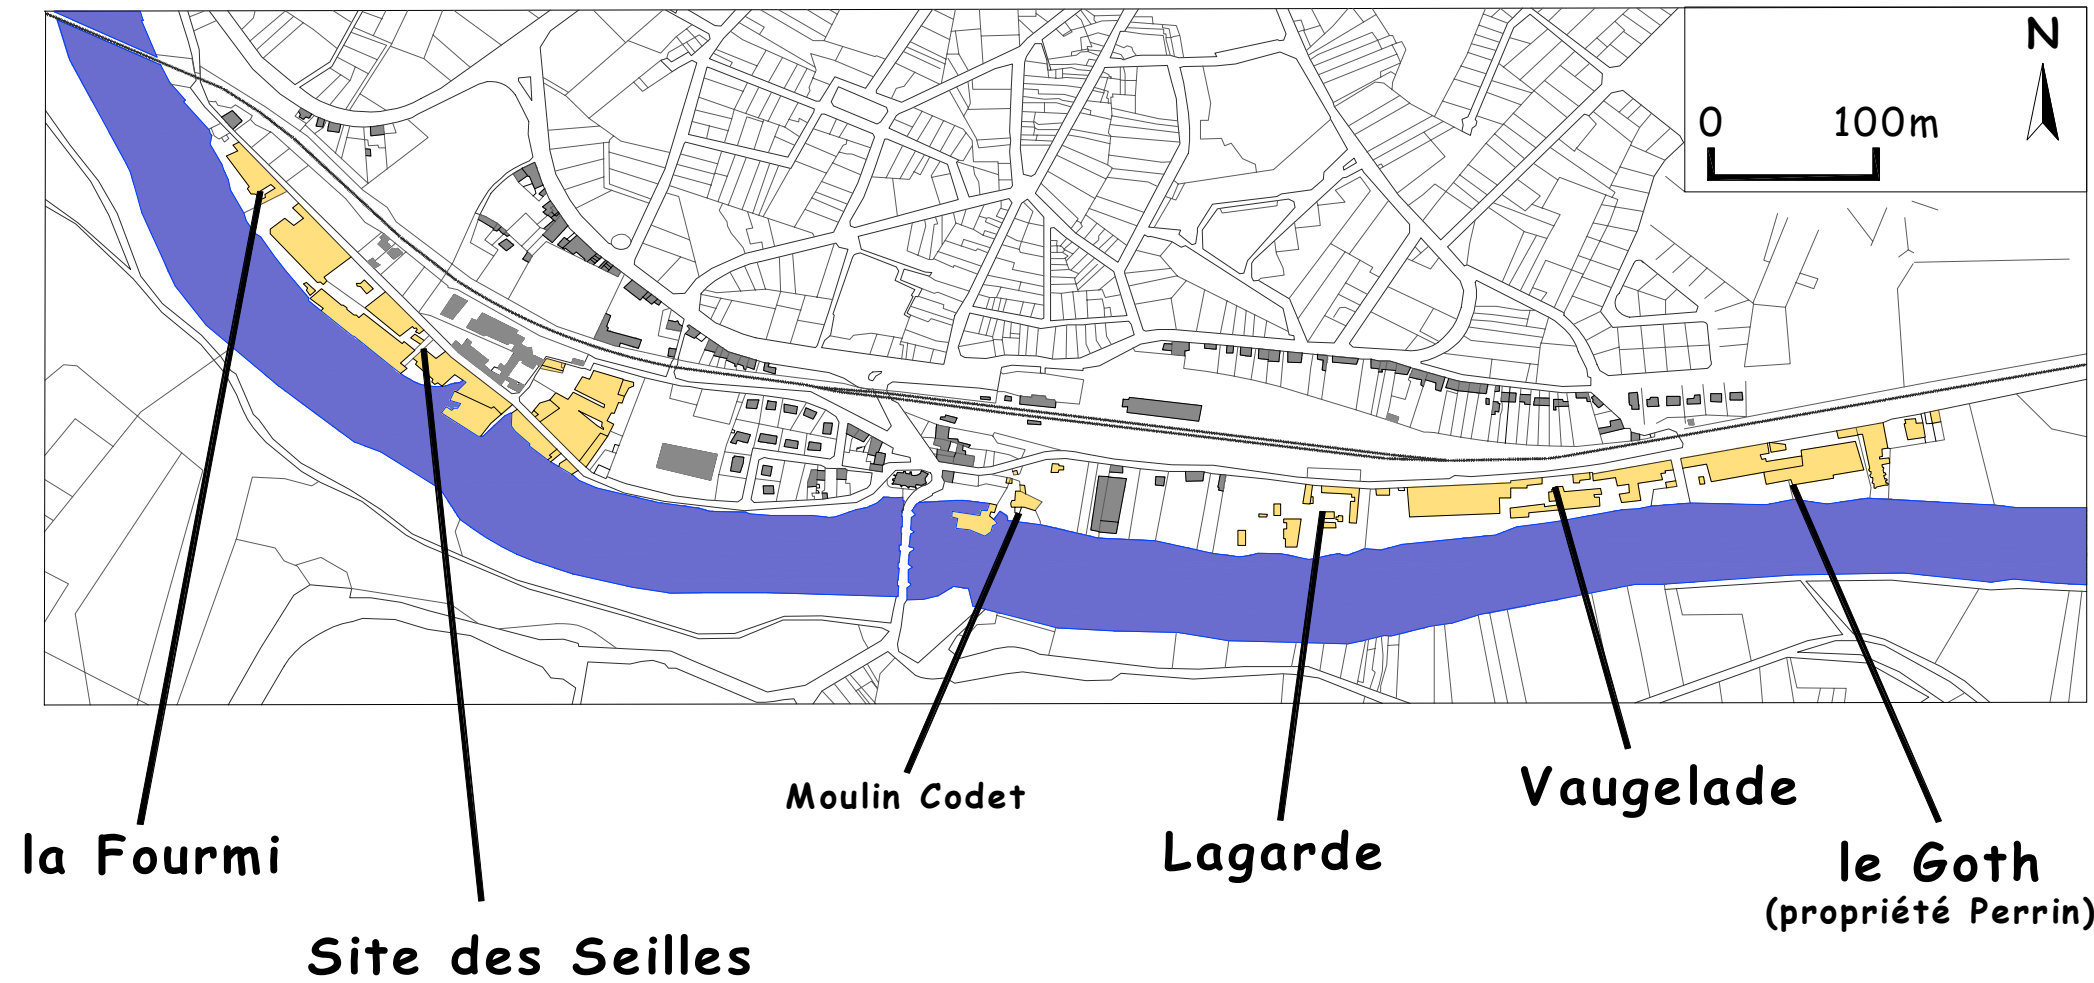 N
0 100m
Moulin Codet
Vaugelade
la Fourmi
Lagarde
le Goth
(propriété Perrin)
Site des Seilles